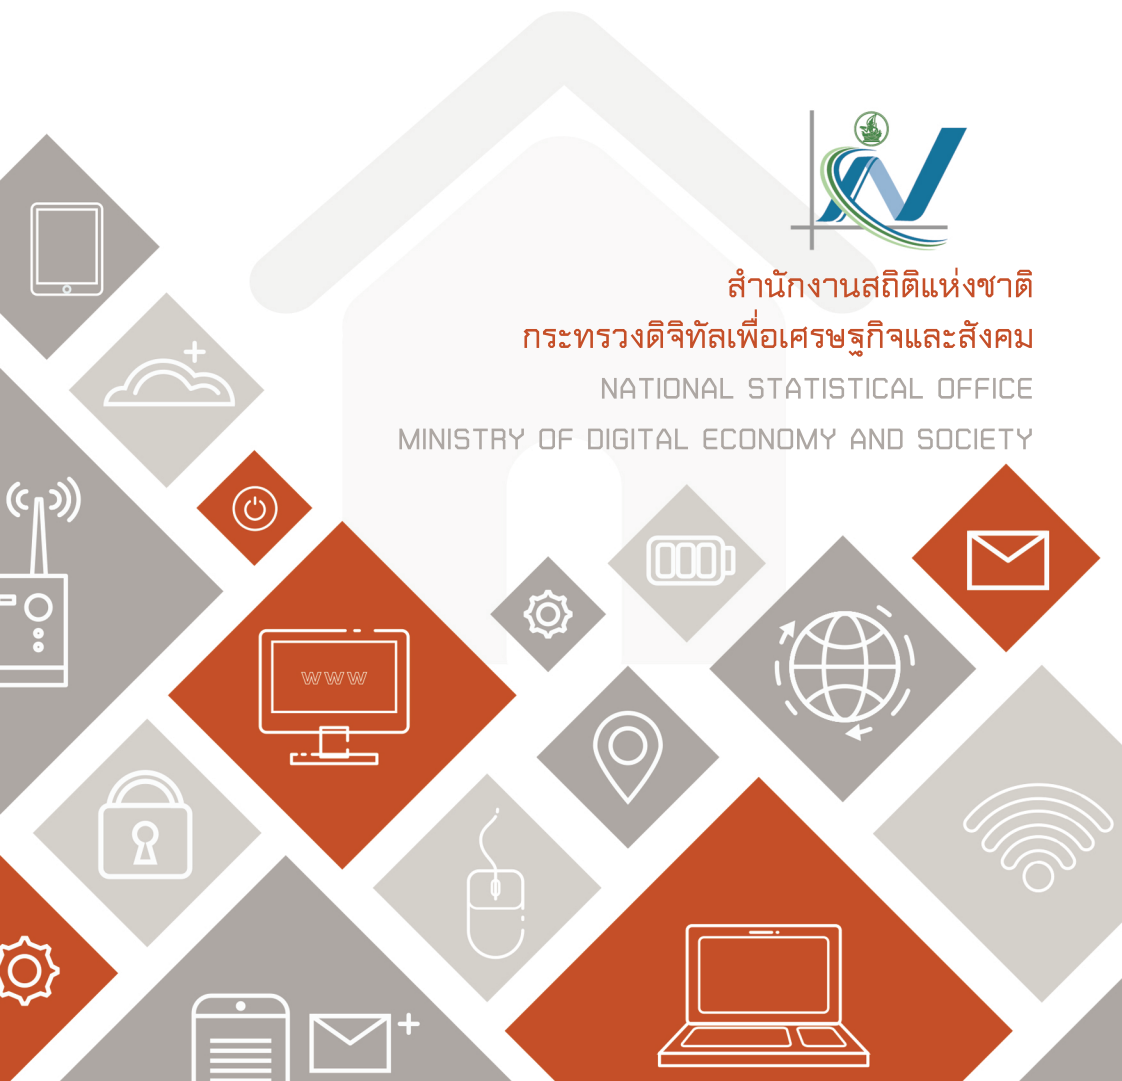 สำนักงานสถิติแห่งชาติ
กระทรวงดิจิทัลเพื่อเศรษฐกิจและสังคม
NATIONAL STATISTICAL OFFICE
MINISTRY OF DIGITAL ECONOMY AND SOCIETY
WWW